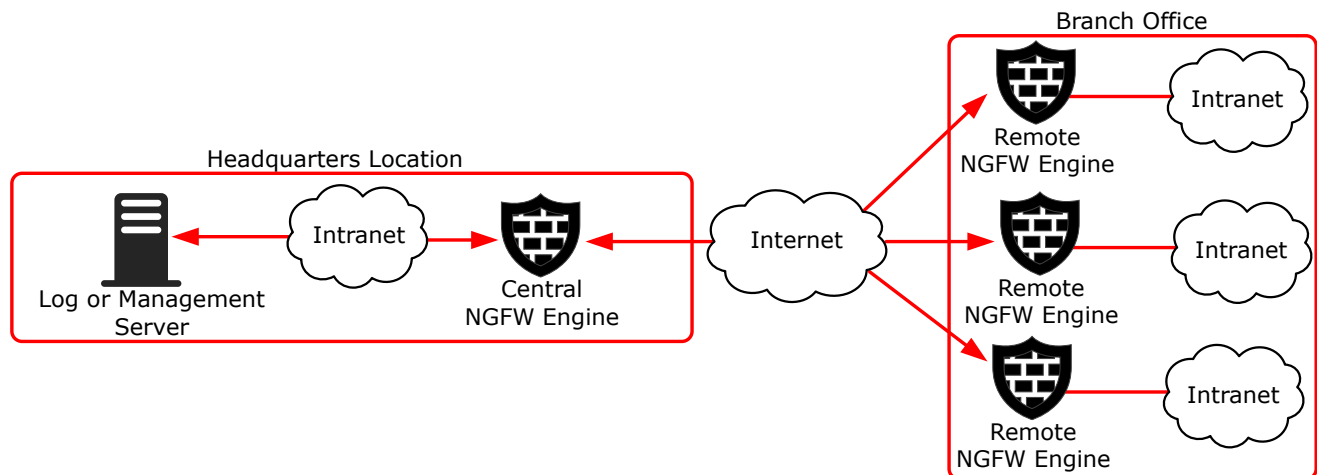 Branch Office
Intranet
Remote
NGFW Engine
Headquarters Location
Intranet
Internet
Intranet
Log or Management
Server
Central
NGFW Engine
Remote
NGFW Engine
Intranet
Remote
NGFW Engine